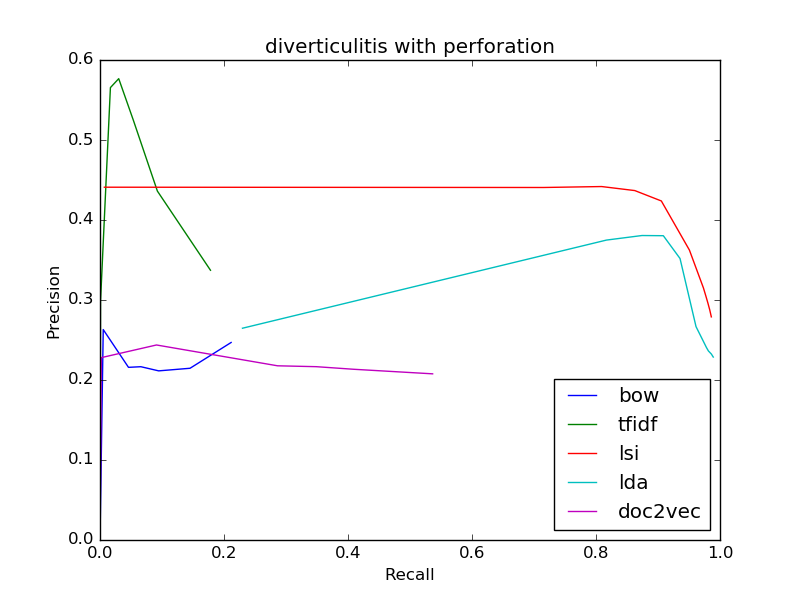 diverticulitis with perforation
0.6
0.5
0.4
0.3
0.2
0.1
0.0
Precision
0.0 0.2 0.4 0.6 0.8 1.0
Recall
bow
tfidf
lsi
lda
doc2vec